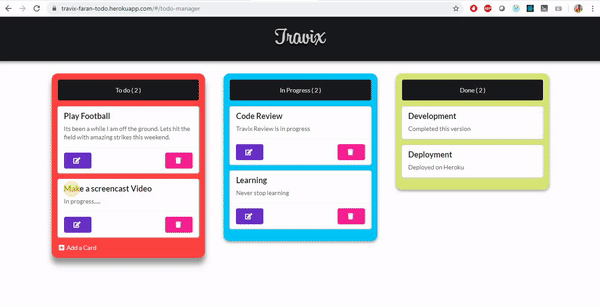 travix-faran-todo.herokuapp.com/#/todo-manager
Travix
To do ( 2 )
Play Football
Its been a while I am off the ground. Lets hit the
field with amazing strikes this weekend.
Make a screencast Video
In progress.....
Add a Card
In Progress ( 2 )
Code Review
Travix Review is in progress
Learning
Never stop learning
Done ( 2 )
Development
Completed this version
Deployment
Deployed on Heroku